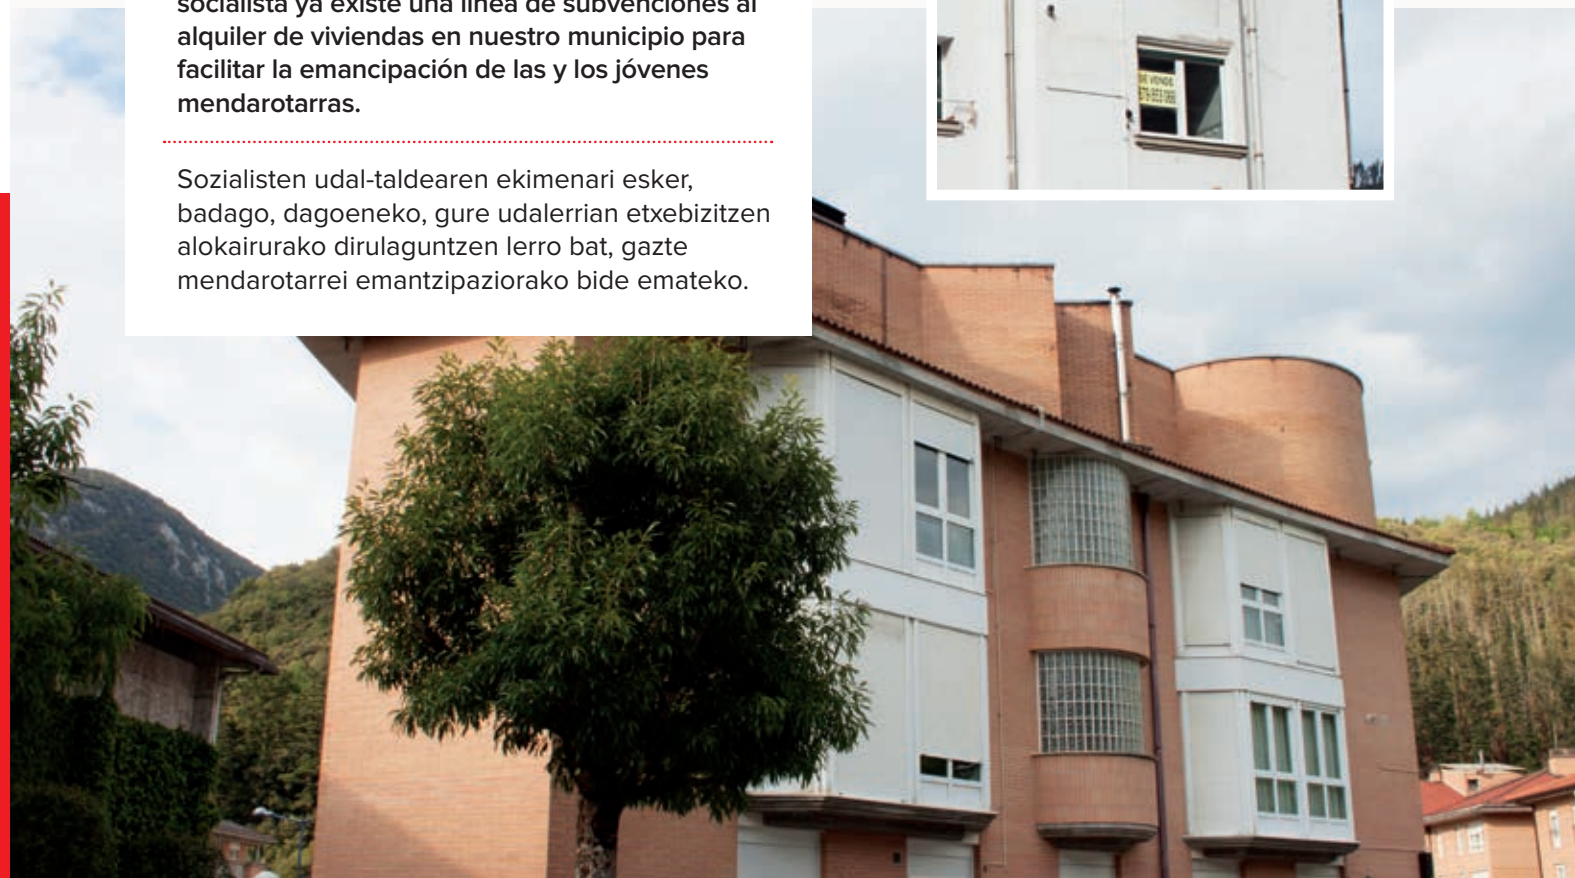 socialista ya existe una línea de subvenciones al
alquiler de viviendas en nuestro municipio para
facilitar la emancipación de las y los jóvenes
mendarotarras.
Sozialisten udal-taldearen ekimenari esker,
badago, dagoeneko, gure udalerrian etxebizitzen
alokairurako dirulaguntzen lerro bat, gazte
mendarotarrei emantzipaziorako bide emateko.
SE VENDE